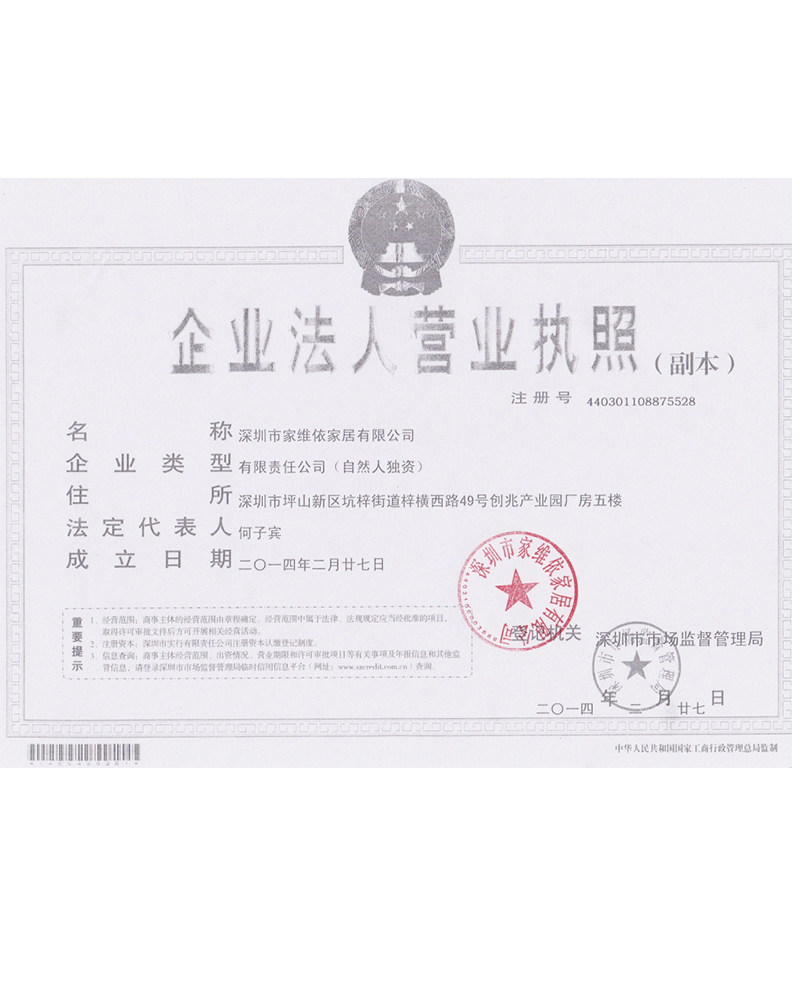 企业法人营业执照（副本）
注册号 440301108875528
名称 深圳市家维依家居有限公司
企业类型 有限责任公司（自然人独资）
住所 深圳市坪山新区坑梓街道梓横西路49号创兆产业园厂房五楼
法定代表人 何子宾
成立日期 二〇一四年二月廿七日
深圳市家维依家居有限公司
重要提示
1、经营范围：商事主体的经营范围由章程确定。经营范围中属于法律、法规规定应当经批准的项目，
取得许可审批文件后方可开展相关经营活动。
2、注册资本：深圳市实行有限责任公司注册资本认缴登记制度。
3、信息查询：商事主体经营范围、出资情况、营业期限和许可审批项目等有关事项及年报信息和其他监
管信息，请登录深圳市市场监督管理局临时信用信息平台（网址：www.szcredit.com.cn）查询。
登记机关 深圳市市场监督管理局
二〇一四年二月廿七日
中华人民共和国国家工商行政管理总局监制